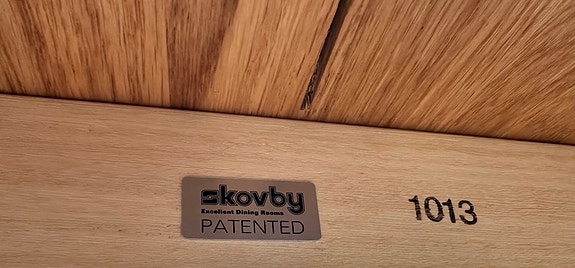 skovby
Excellent Dining Rooms
PATENTED
1013